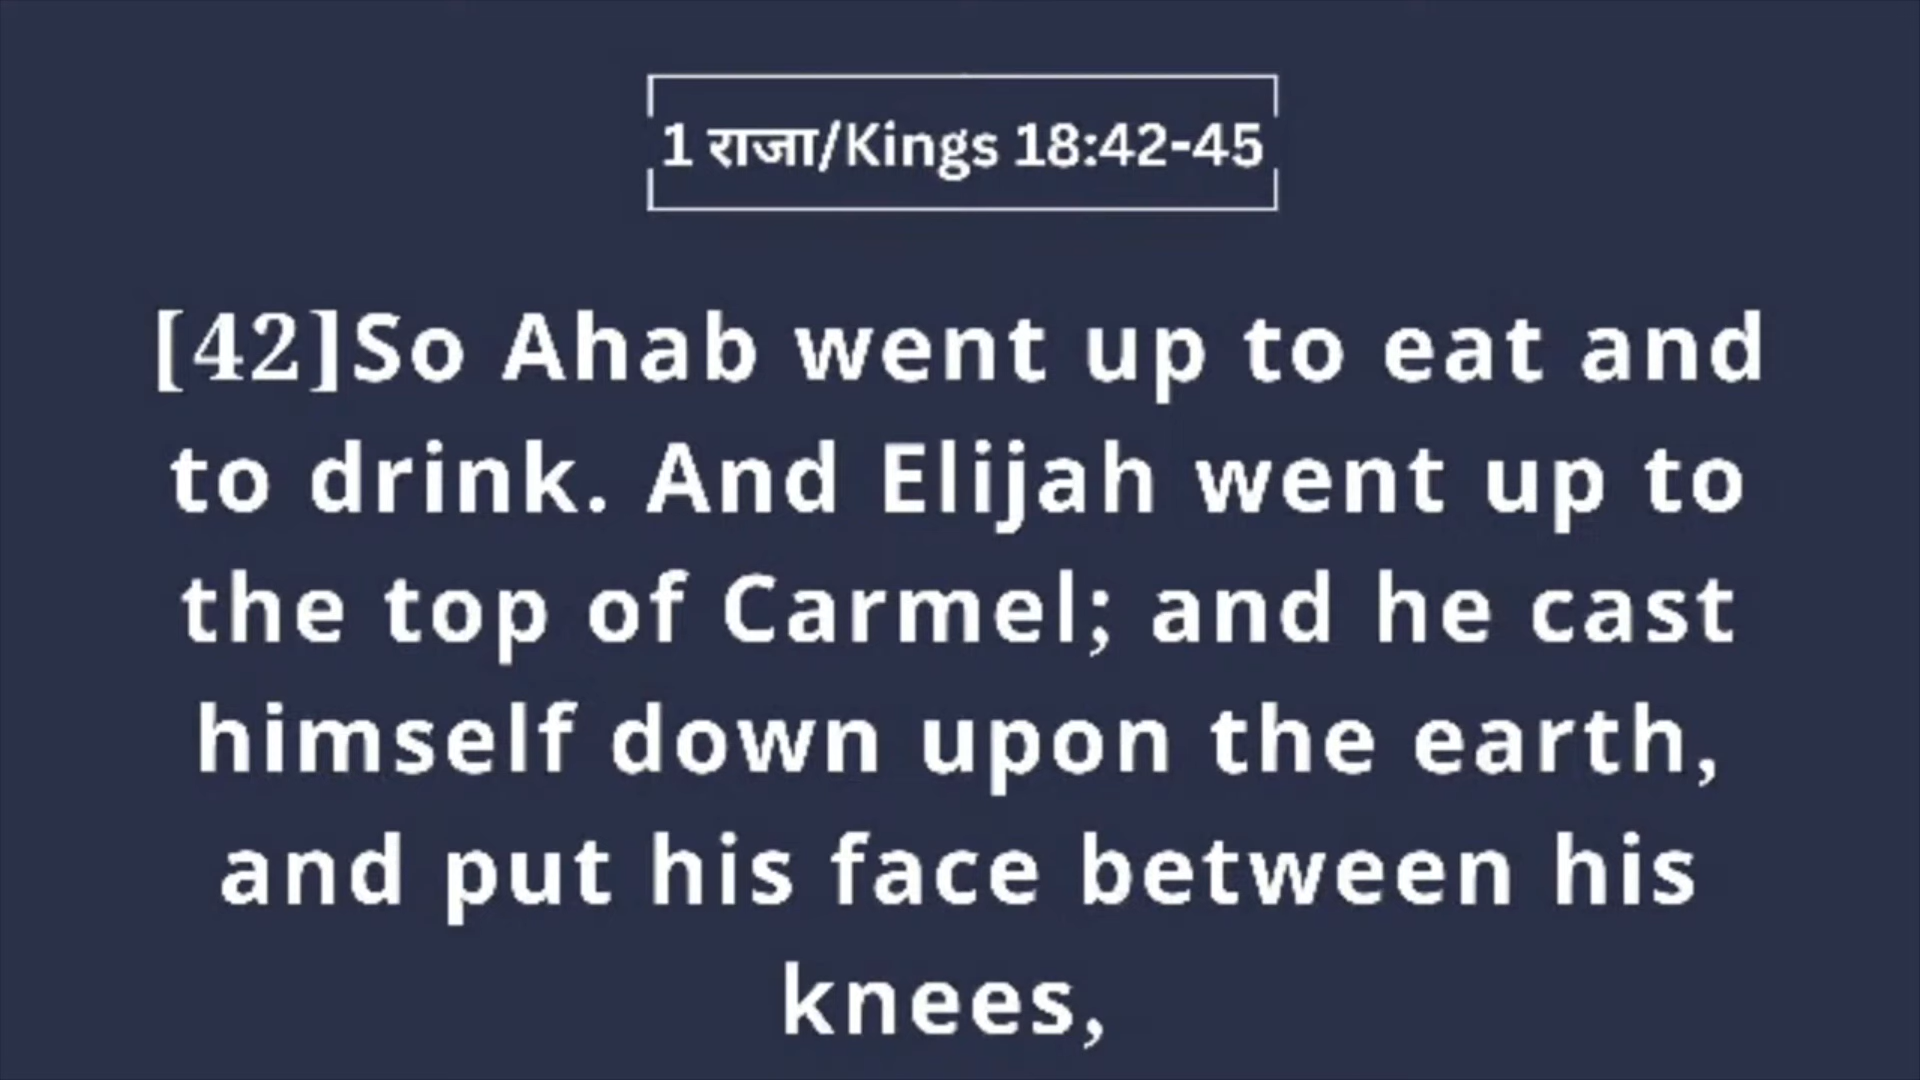 1 राजा/Kings 18:42-45
[42]So Ahab went up to eat and
to drink. And Elijah went up to
the top of Carmel; and he cast
himself down upon the earth,
and put his face between his
knees,